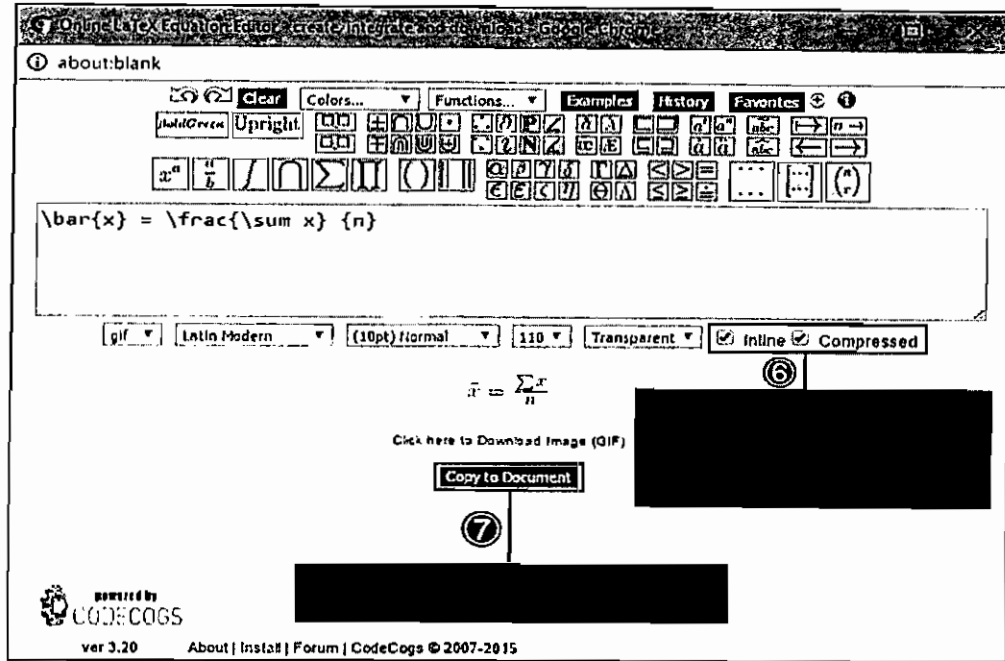 Online LaTeX Equation Editor - create, integrate and download - Google Chrome
about:blank
Clear Colors... Functions... Examples History Favorites
Upright
\bar{x} = \frac{\sum x} {n}
gif Latin Modern (10pt) Normal 110 Transparent Inline Compressed
6
x̄ = ∑x / n
Click here to Download Image (GIF)
Copy to Document
7
powered by
CODECOGS
ver 3.20 About | Install | Forum | CodeCogs © 2007-2015